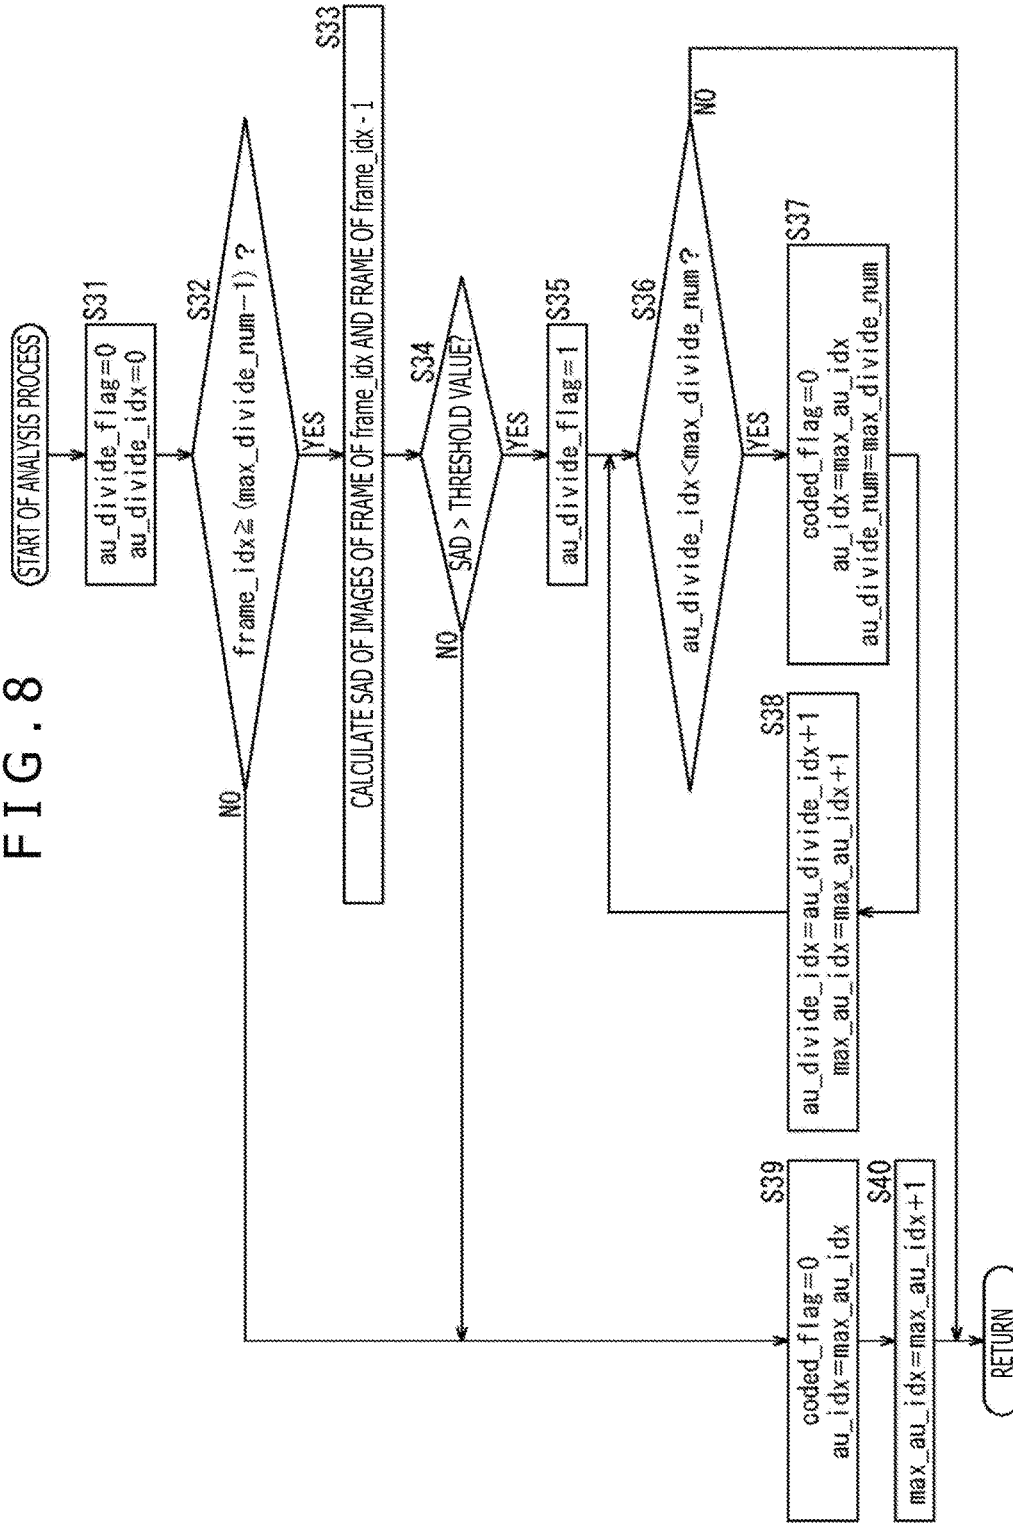 FIG.8
START OF ANALYSIS PROCESS
S31
au_divide_flag=0
au_divide_idx=0
S32
frame_idx≧(max_divide_num-1)?
NO
YES
S33
CALCULATE SAD OF IMAGES OF FRAME OF frame_idx AND FRAME OF frame_idx - 1
S34
SAD > THRESHOLD VALUE?
NO
YES
S35
au_divide_flag=1
S36
au_divide_idx<max_divide_num?
NO
YES
S37
coded_flag=0
au_idx=max_au_idx
au_divide_num=max_divide_num
S38
au_divide_idx=au_divide_idx+1
max_au_idx=max_au_idx+1
S39
coded_flag=0
au_idx=max_au_idx
S40
max_au_idx=max_au_idx+1
RETURN